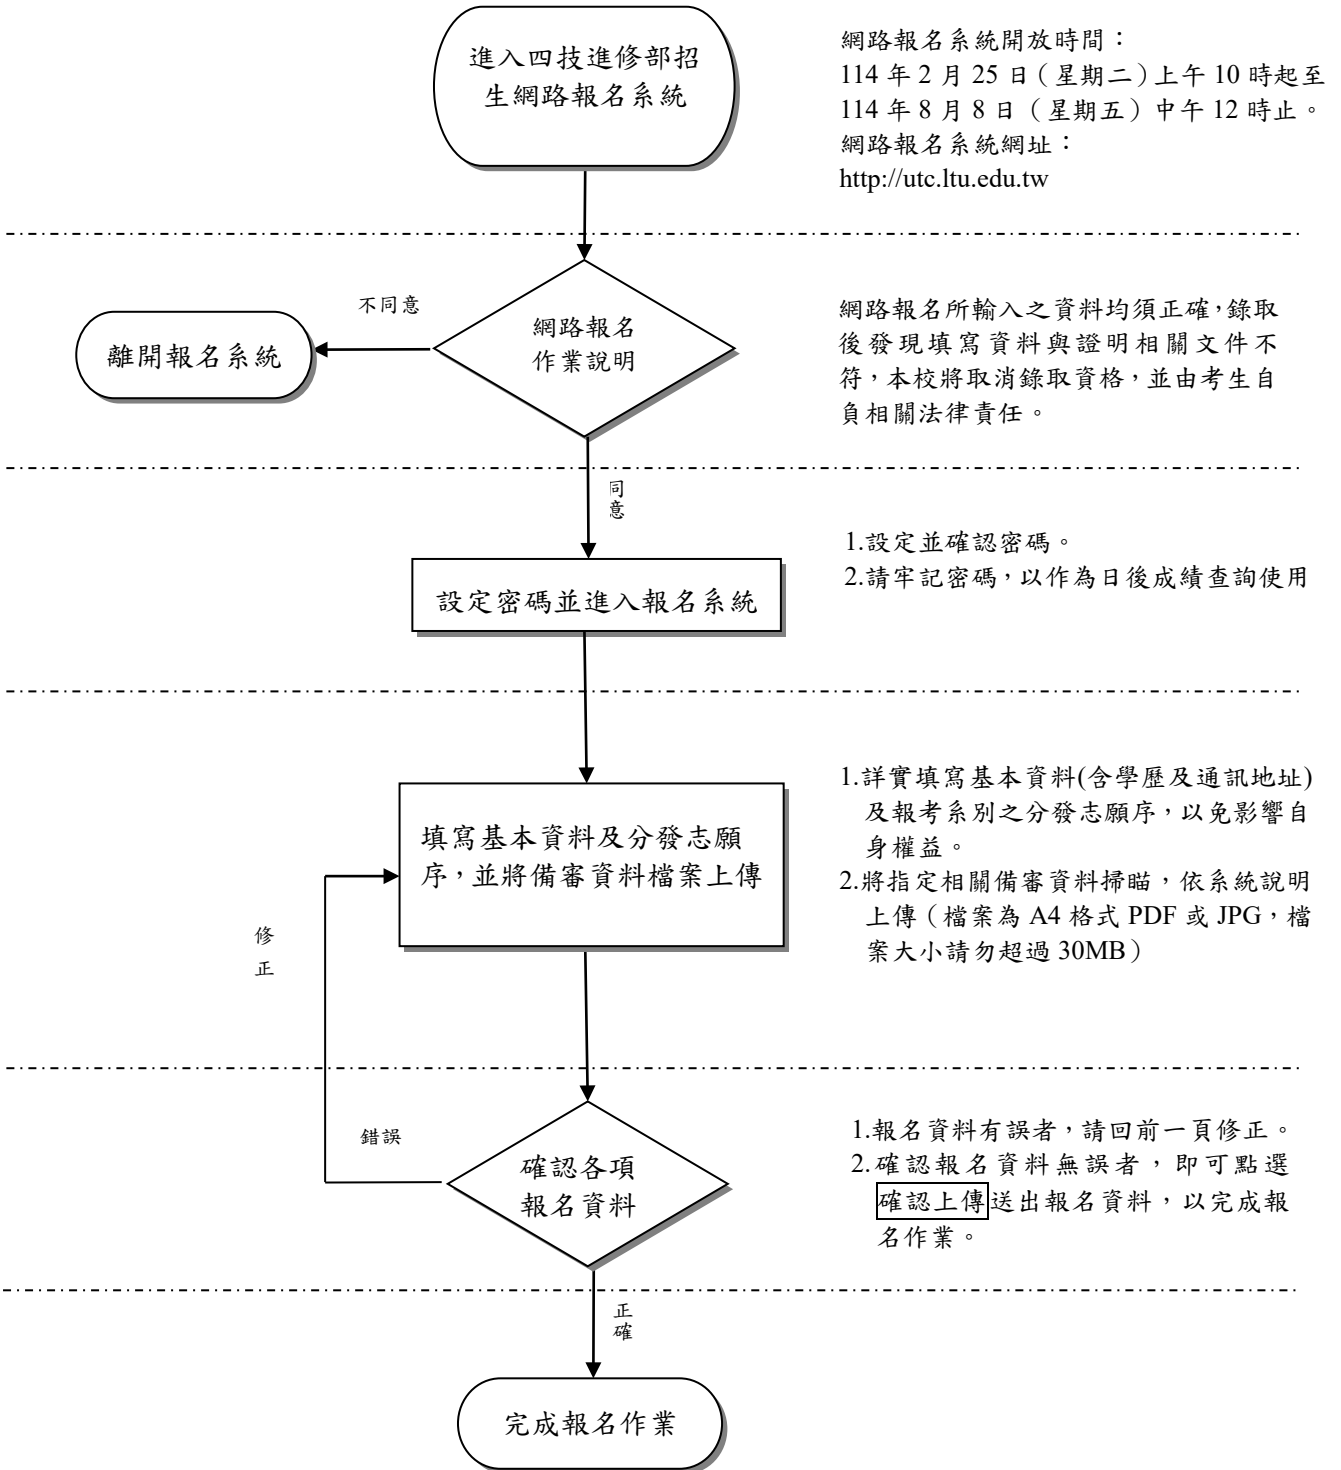 進入四技進修部招
生網路報名系統
網路報名系統開放時間：
114 年 2 月 25 日（星期二）上午 10 時起至
114 年 8 月 8 日（星期五）中午 12 時止。
網路報名系統網址：
http://utc.ltu.edu.tw
不同意
離開報名系統
網路報名
作業說明
網路報名所輸入之資料均須正確，錄取
後發現填寫資料與證明相關文件不
符，本校將取消錄取資格，並由考生自
負相關法律責任。
同
意
設定密碼並進入報名系統
1.設定並確認密碼。
2.請牢記密碼，以作為日後成績查詢使用
填寫基本資料及分發志願
序，並將備審資料檔案上傳
1.詳實填寫基本資料(含學歷及通訊地址)
及報考系別之分發志願序，以免影響自
身權益。
2.將指定相關備審資料掃瞄，依系統說明
上傳（檔案為 A4 格式 PDF 或 JPG，檔
案大小請勿超過 30MB）
修
正
錯誤
確認各項
報名資料
1.報名資料有誤者，請回前一頁修正。
2.確認報名資料無誤者，即可點選
確認上傳送出報名資料，以完成報
名作業。
正
確
完成報名作業